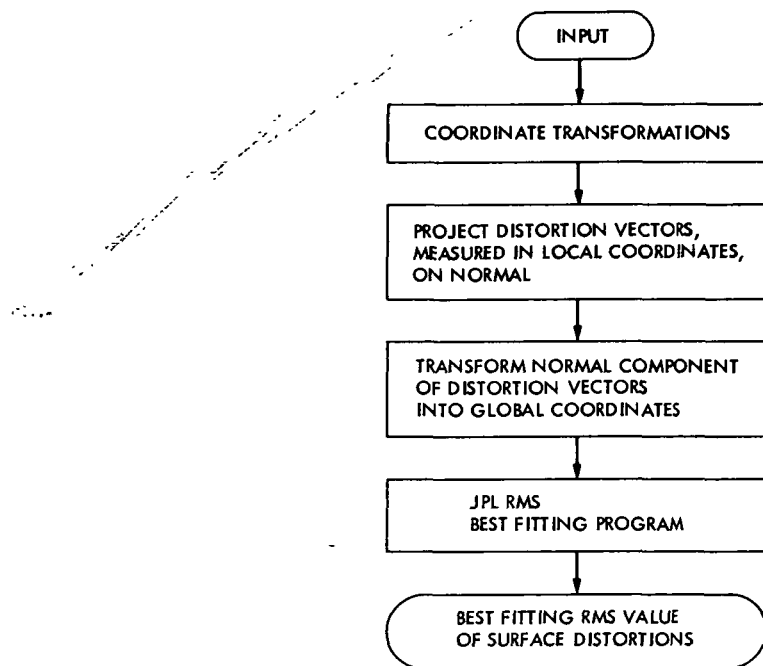 INPUT
COORDINATE TRANSFORMATIONS
PROJECT DISTORTION VECTORS,
MEASURED IN LOCAL COORDINATES,
ON NORMAL
TRANSFORM NORMAL COMPONENT
OF DISTORTION VECTORS
INTO GLOBAL COORDINATES
JPL RMS
BEST FITTING PROGRAM
BEST FITTING RMS VALUE
OF SURFACE DISTORTIONS